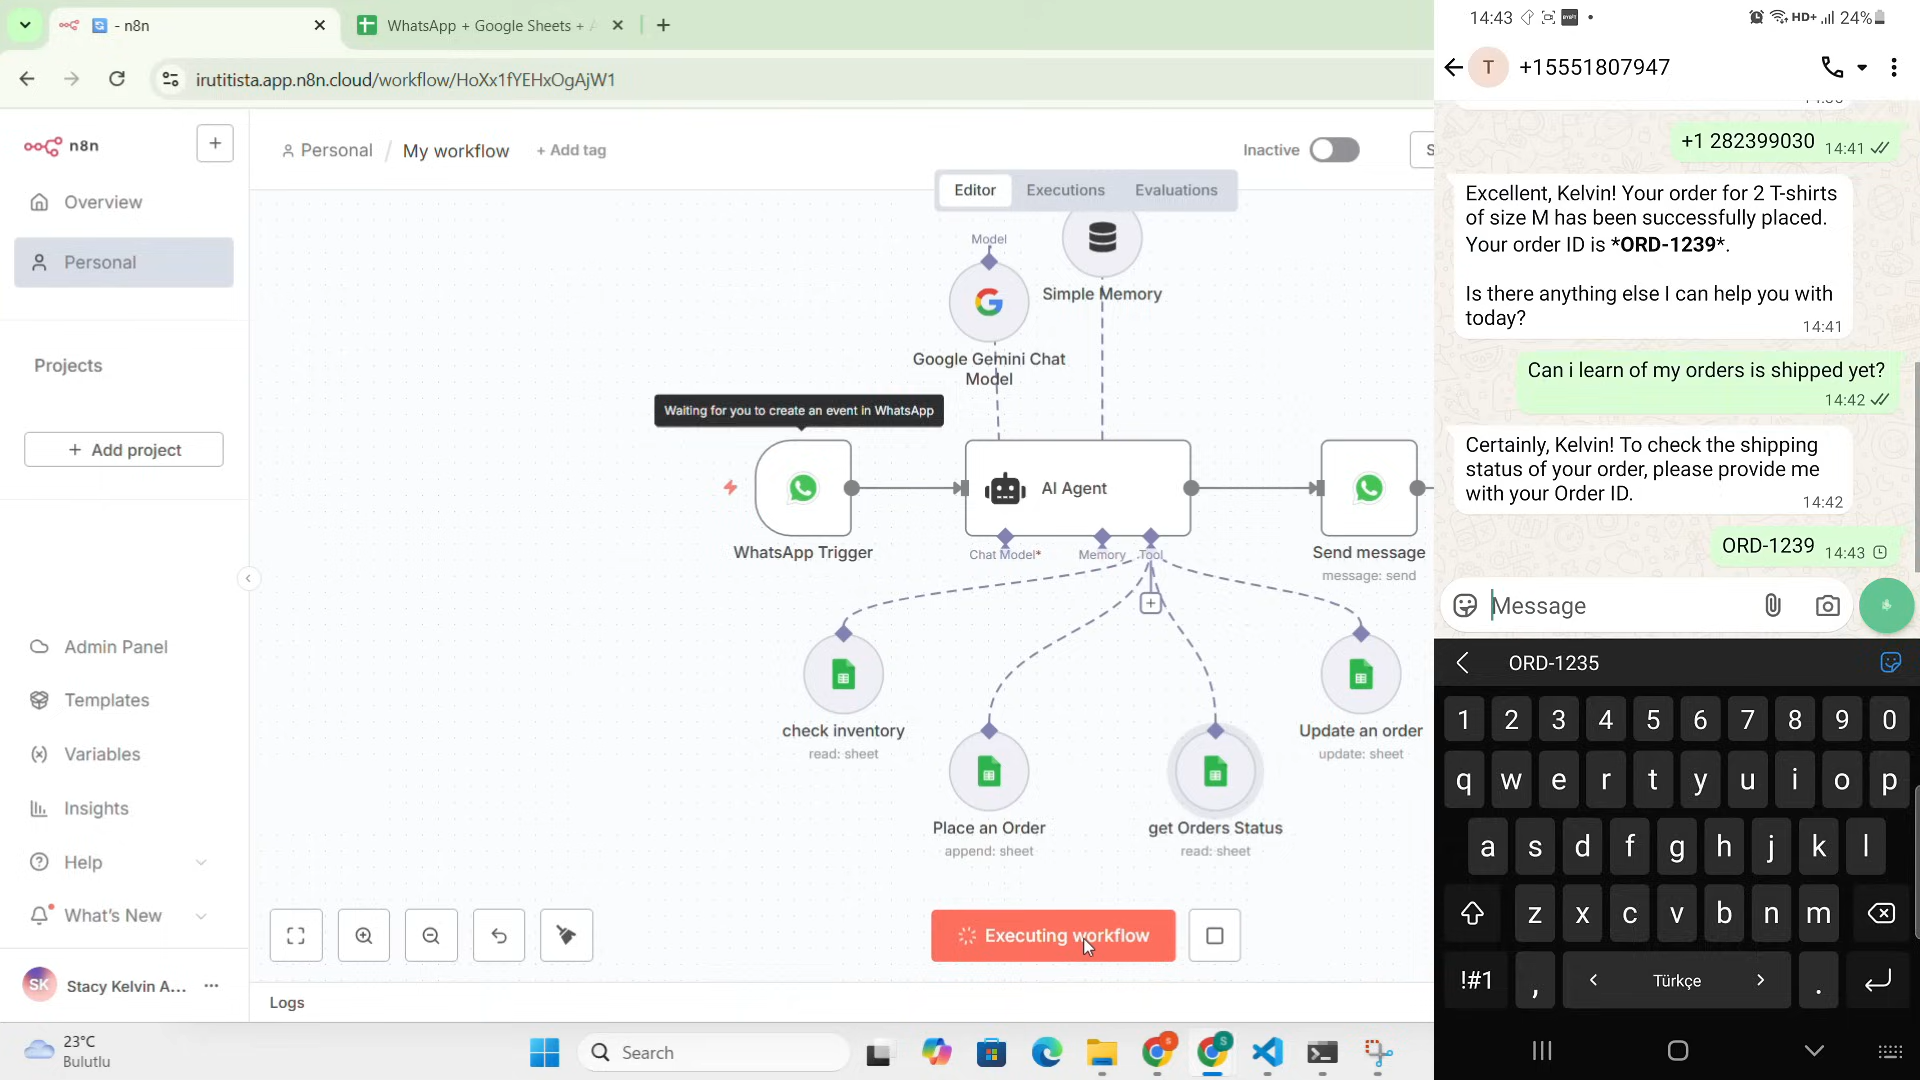 - n8n
WhatsApp + Google Sheets +
irutitista.app.n8n.cloud/workflow/HoXx1fYEHxOgAjW1
n8n
Overview
Personal
Projects
+ Add project
Admin Panel
Templates
Variables
Insights
Help
What's New
SK
Stacy Kelvin A...
Personal / My workflow + Add tag
Inactive
S
Editor
Executions
Evaluations
Model
Simple Memory
Google Gemini Chat
Model
Waiting for you to create an event in WhatsApp
AI Agent
WhatsApp Trigger
Chat Model*
Memory
Tool
Send message
message: send
check inventory
read: sheet
Update an order
update: sheet
Place an Order
append: sheet
get Orders Status
read: sheet
Executing workflow
Logs
23°C
Bulutlu
Search
14:43
HD+
24%
T
+15551807947
+1 282399030
14:41
Excellent, Kelvin! Your order for 2 T-shirts
of size M has been successfully placed.
Your order ID is *ORD-1239*.
Is there anything else I can help you with
today?
14:41
Can i learn of my orders is shipped yet?
14:42
Certainly, Kelvin! To check the shipping
status of your order, please provide me
with your Order ID.
14:42
ORD-1239
14:43
Message
ORD-1235
1 2 3 4 5 6 7 8 9 0
q w e r t y u i o p
a s d f g h j k l
z x c v b n m
!#1 , < Türkçe > .